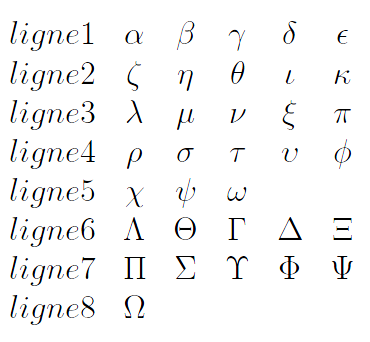 ligne1 α β γ δ ϵ
ligne2 ζ η θ ι κ
ligne3 λ μ ν ξ π
ligne4 ρ σ τ υ ϕ
ligne5 χ ψ ω
ligne6 Λ Θ Γ Δ Ξ
ligne7 Π Σ Υ Φ Ψ
ligne8 Ω